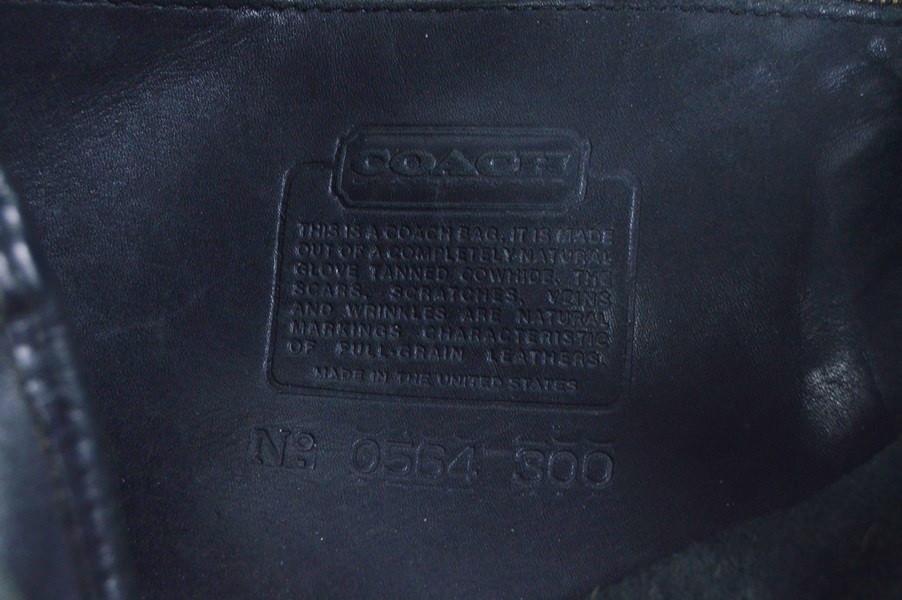 COACH
THIS IS A COACH BAG. IT IS MADE
OUT OF A COMPLETELY NATURAL
GLOVE TANNED COWHIDE. THE
SCARS, SCRATCHES, VEINS
AND WRINKLES ARE NATURAL
MARKINGS CHARACTERISTIC
OF FULL-GRAIN LEATHERS.
MADE IN THE UNITED STATES
Nº: 0564 300